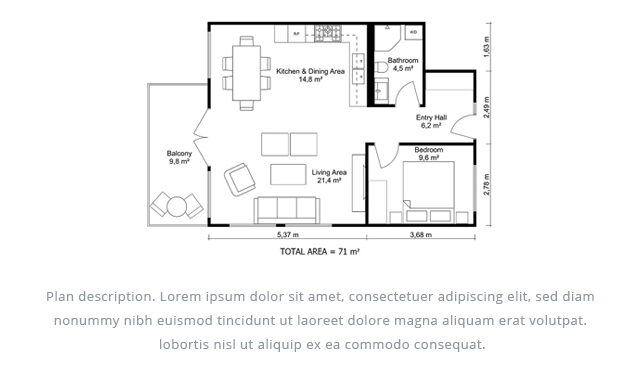 R/F
W/D
Kitchen & Dining Area
14,8 m²
Bathroom
4,5 m²
1,63 m
Entry Hall
6,2 m²
2,49 m
Balcony
9,8 m²
Bedroom
9,6 m²
Living Area
21,4 m²
2,78 m
5,37 m
3,68 m
TOTAL AREA = 71 m²
Plan description. Lorem ipsum dolor sit amet, consectetuer adipiscing elit, sed diam
nonummy nibh euismod tincidunt ut laoreet dolore magna aliquam erat volutpat.
lobortis nisl ut aliquip ex ea commodo consequat.